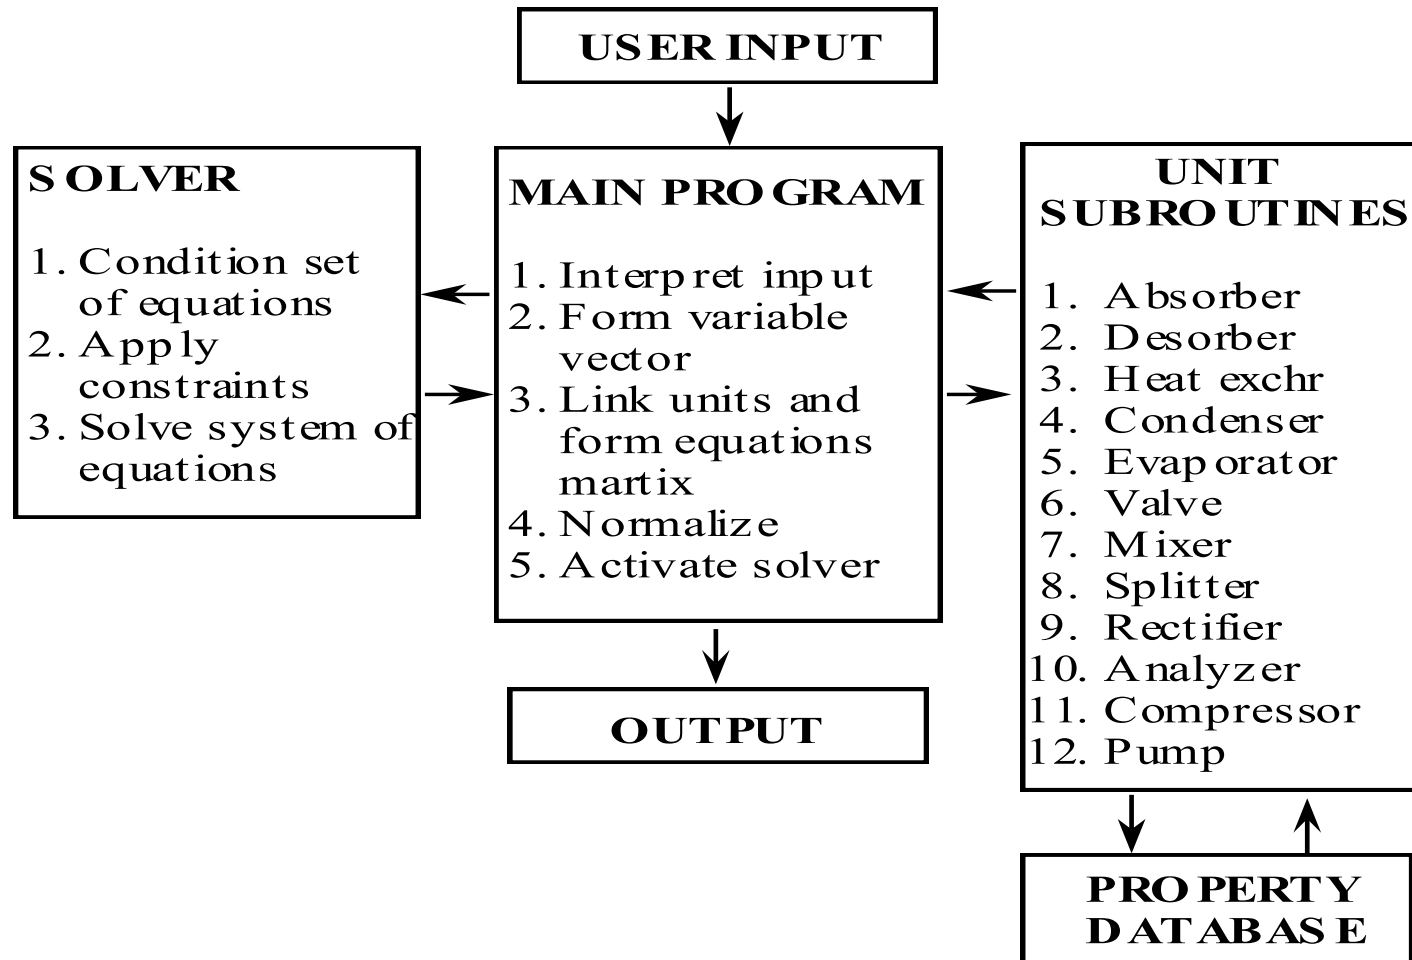 USER INPUT
SOLVER
1. Condition set
of equations
2. Apply
constraints
3. Solve system of
equations
MAIN PROGRAM
1. Interpret input
2. Form variable
vector
3. Link units and
form equations
martix
4. Normalize
5. Activate solver
UNIT
SUBROUTINES
1. Absorber
2. Desorber
3. Heat exchr
4. Condenser
5. Evaporator
6. Valve
7. Mixer
8. Splitter
9. Rectifier
10. Analyzer
11. Compressor
12. Pump
OUTPUT
PROPERTY
DATABASE